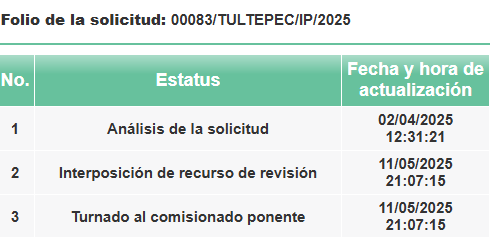 Folio de la solicitud: 00083/TULTEPEC/IP/2025
No. Estatus Fecha y hora de
actualización
1 Análisis de la solicitud 02/04/2025
12:31:21
2 Interposición de recurso de revisión 11/05/2025
21:07:15
3 Turnado al comisionado ponente 11/05/2025
21:07:15